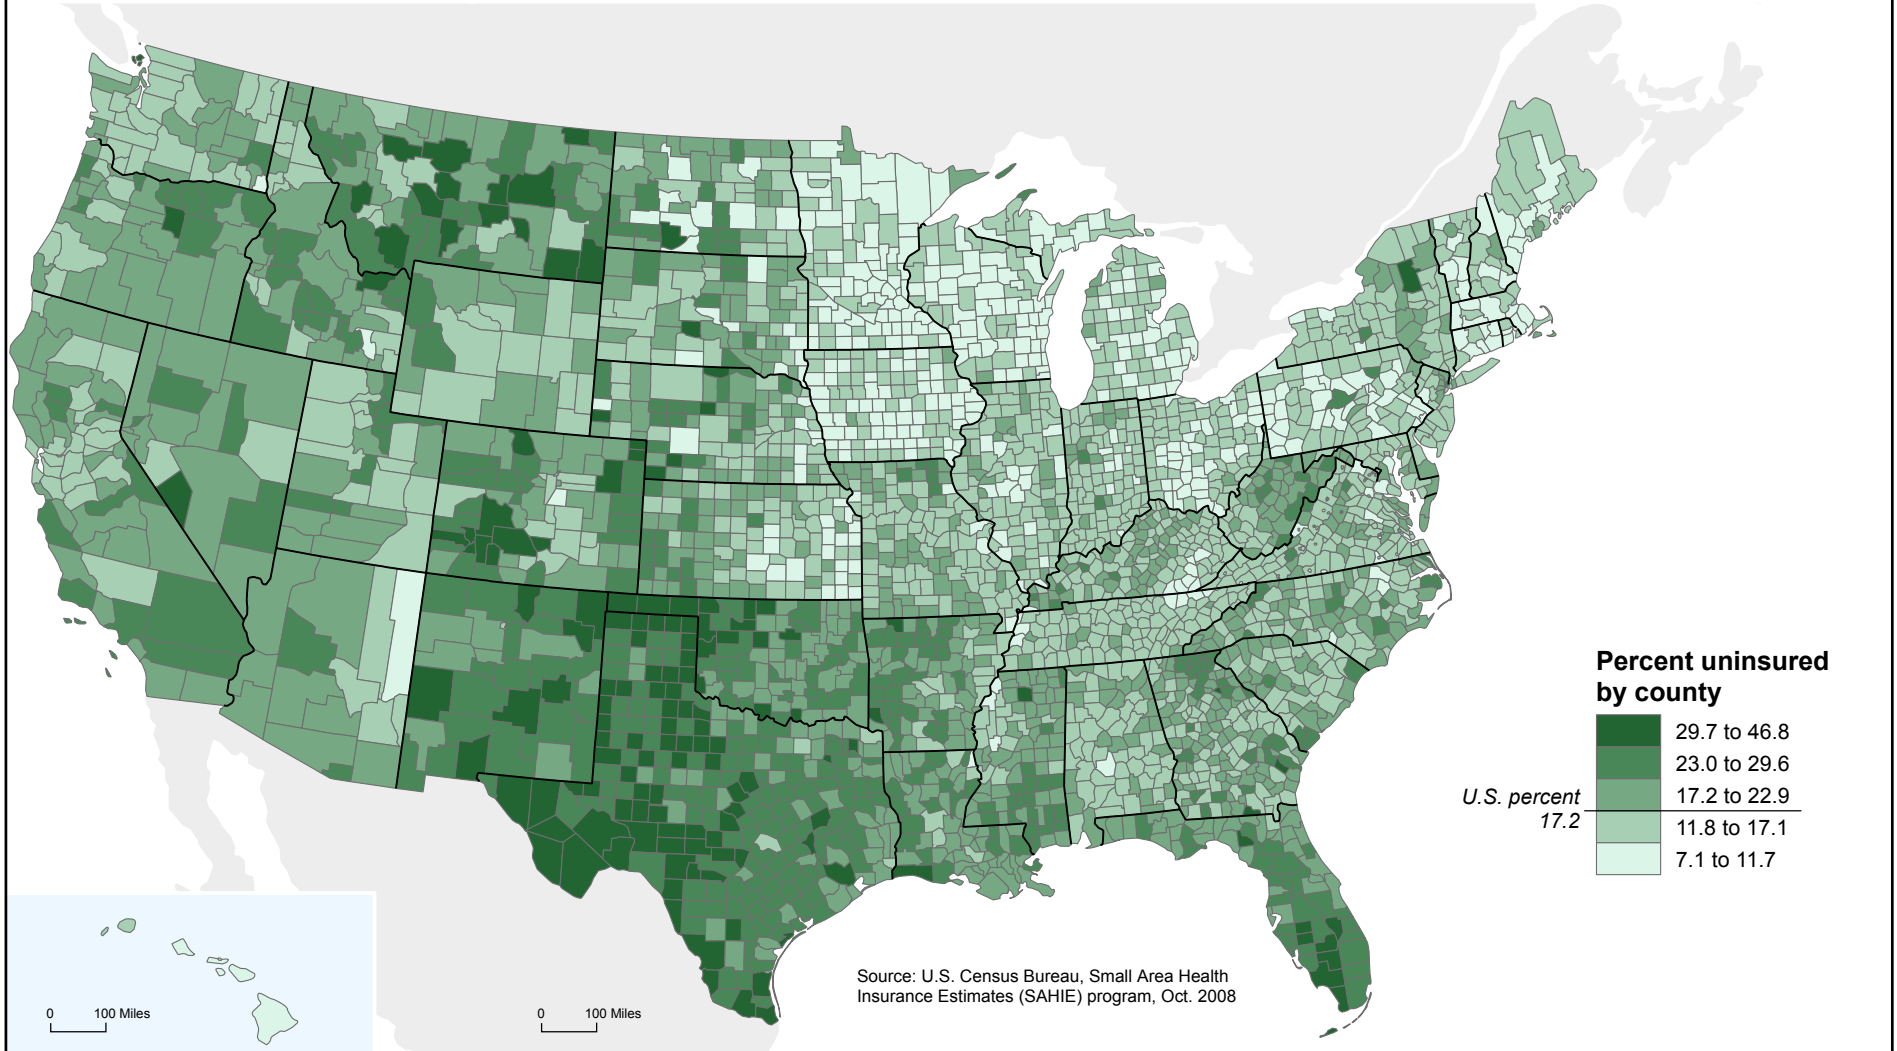 Percent uninsured
by county
29.7 to 46.8
23.0 to 29.6
17.2 to 22.9
U.S. percent
17.2
11.8 to 17.1
7.1 to 11.7
Source: U.S. Census Bureau, Small Area Health
Insurance Estimates (SAHIE) program, Oct. 2008
0 100 Miles
0 100 Miles